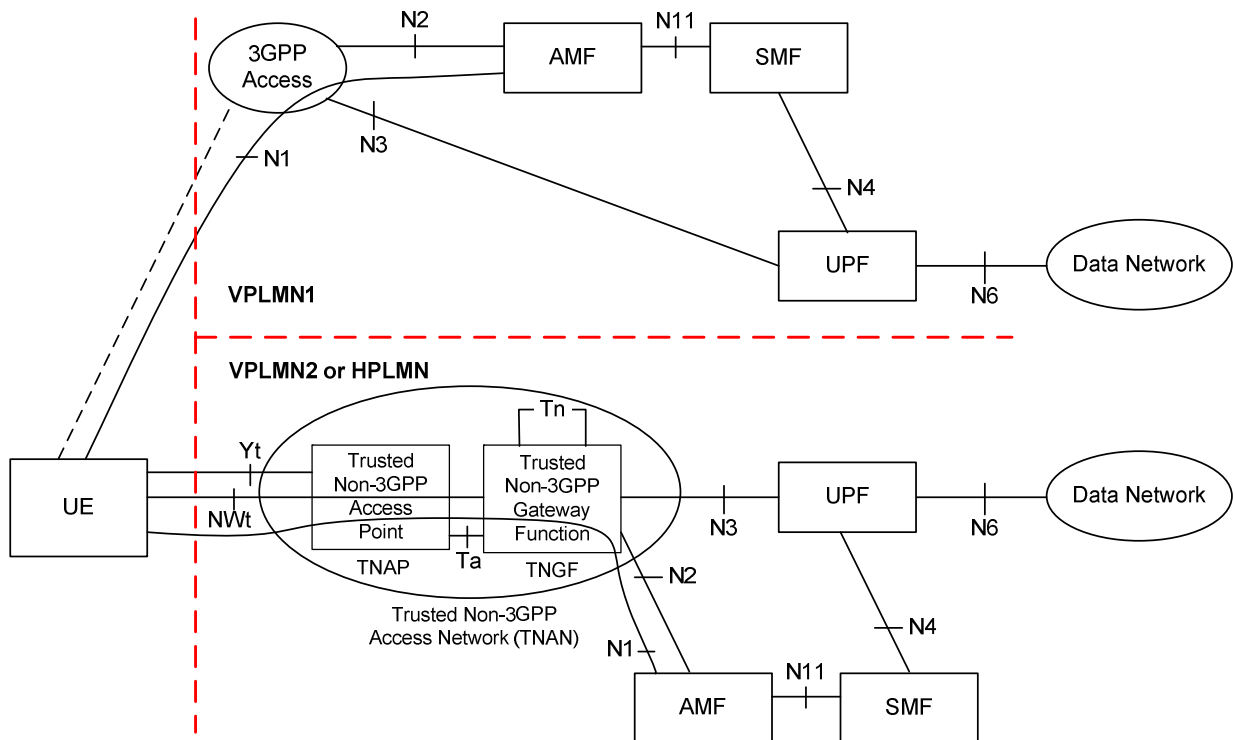 N2
N11
3GPP
Access
AMF
SMF
N3
N1
N4
UPF
Data Network
N6
VPLMN1
VPLMN2 or HPLMN
Tn
Yt
Trusted
Non-3GPP
Access
Point
Trusted
Non-3GPP
Gateway
Function
UE
NWt
UPF
Data Network
N3
N6
Ta
TNAP
TNGF
N2
Trusted Non-3GPP
Access Network (TNAN)
N4
N1
N11
AMF
SMF